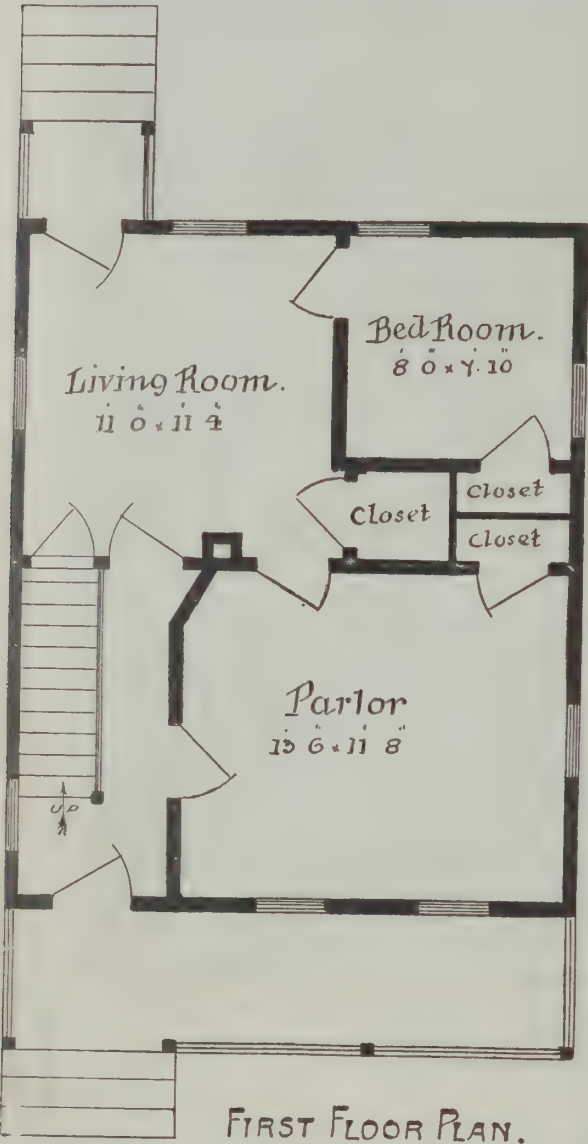 Bed Room.
8' 0" x 7' 10"
Living Room.
11' 0" x 11' 4"
Closet
Closet
Closet
Parlor
13' 6" x 11' 8"
UP
FIRST FLOOR PLAN.